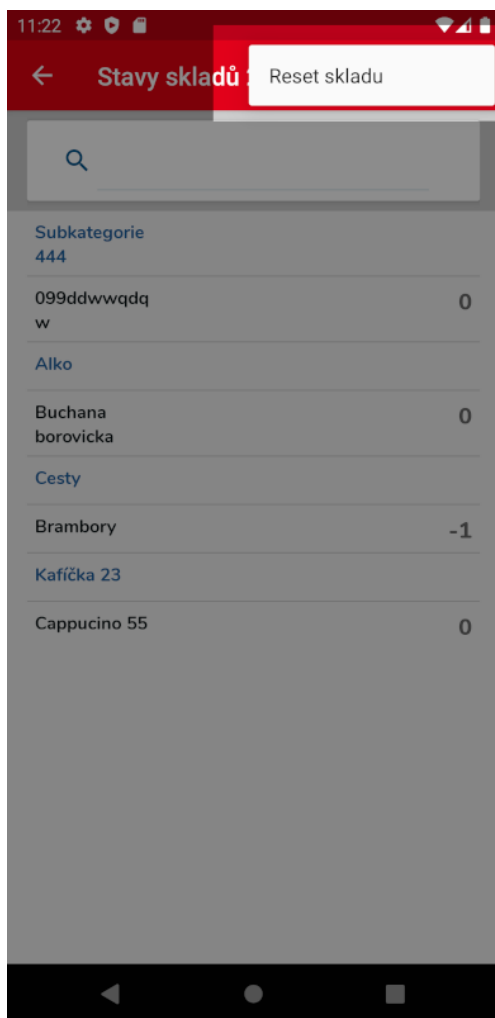 11:22
Stavy skladů
Reset skladu
Subkategorie
444
099ddwwqdq
w
0
Alko
Buchana
borovicka
0
Cesty
Brambory
-1
Kafíčka 23
Cappucino 55
0